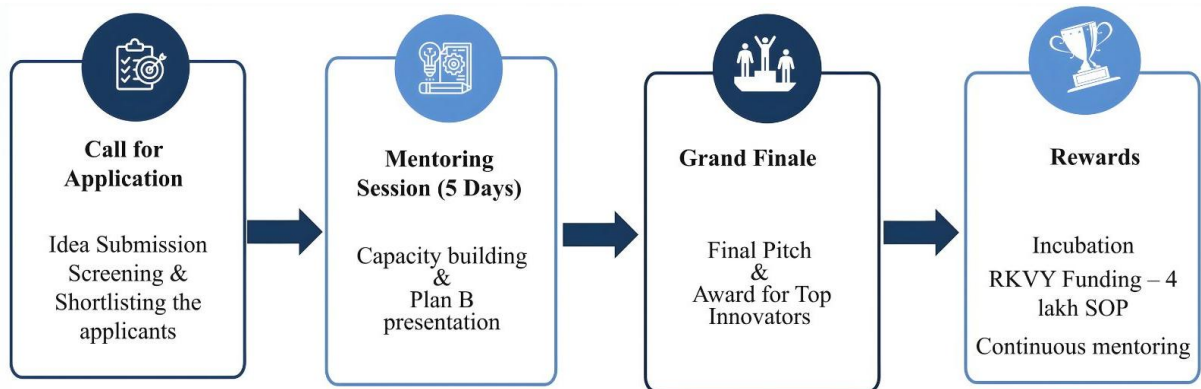 Call for
Application
Idea Submission
Screening &
Shortlisting the
applicants
Mentoring
Session (5 Days)
Capacity building
&
Plan B
presentation
Grand Finale
Final Pitch
&
Award for Top
Innovators
Rewards
Incubation
RKVY Funding – 4
lakh SOP
Continuous mentoring